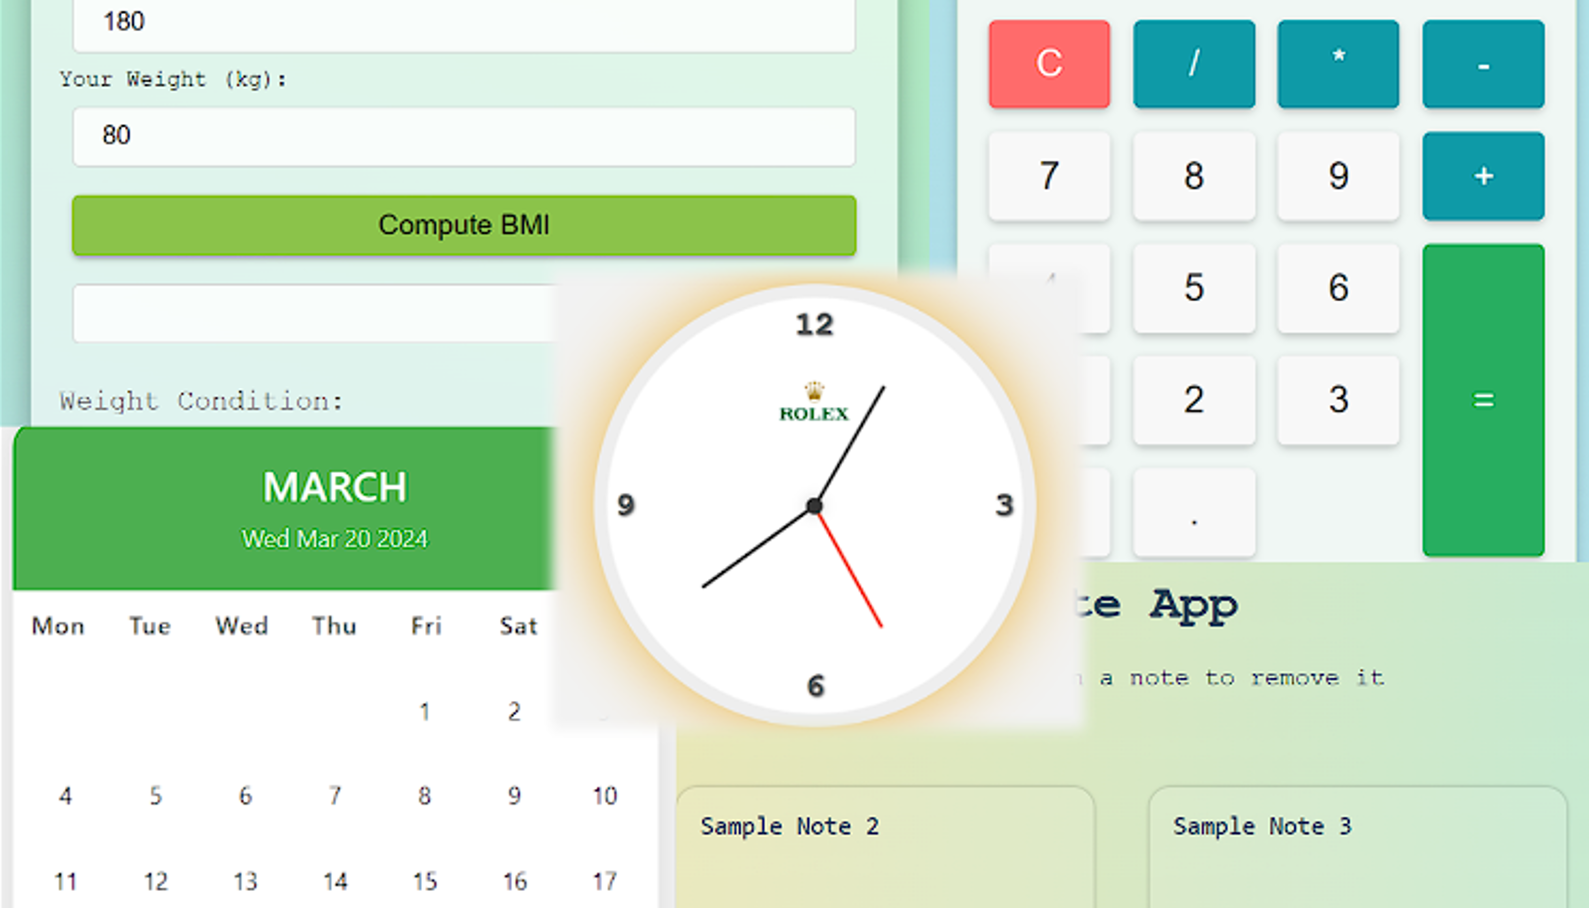 180
Your Weight (kg):
80
Compute BMI
Weight Condition:
C / * -
7 8 9 +
5 6
2 3 =
.
12
ROLEX
9 3
6
MARCH
Wed Mar 20 2024
Mon Tue Wed Thu Fri Sat
1 2
4 5 6 7 8 9 10
11 12 13 14 15 16 17
te App
a note to remove it
Sample Note 2
Sample Note 3